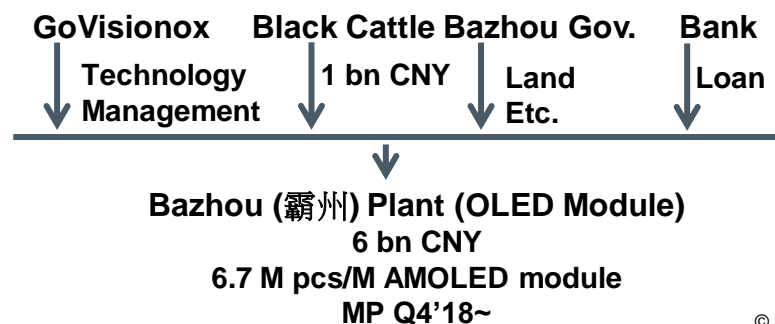 GoVisionox Black Cattle Bazhou Gov. Bank
Technology Management
1 bn CNY
Land Etc.
Loan
Bazhou (霸州) Plant (OLED Module)
6 bn CNY
6.7 M pcs/M AMOLED module
MP Q4’18~
©